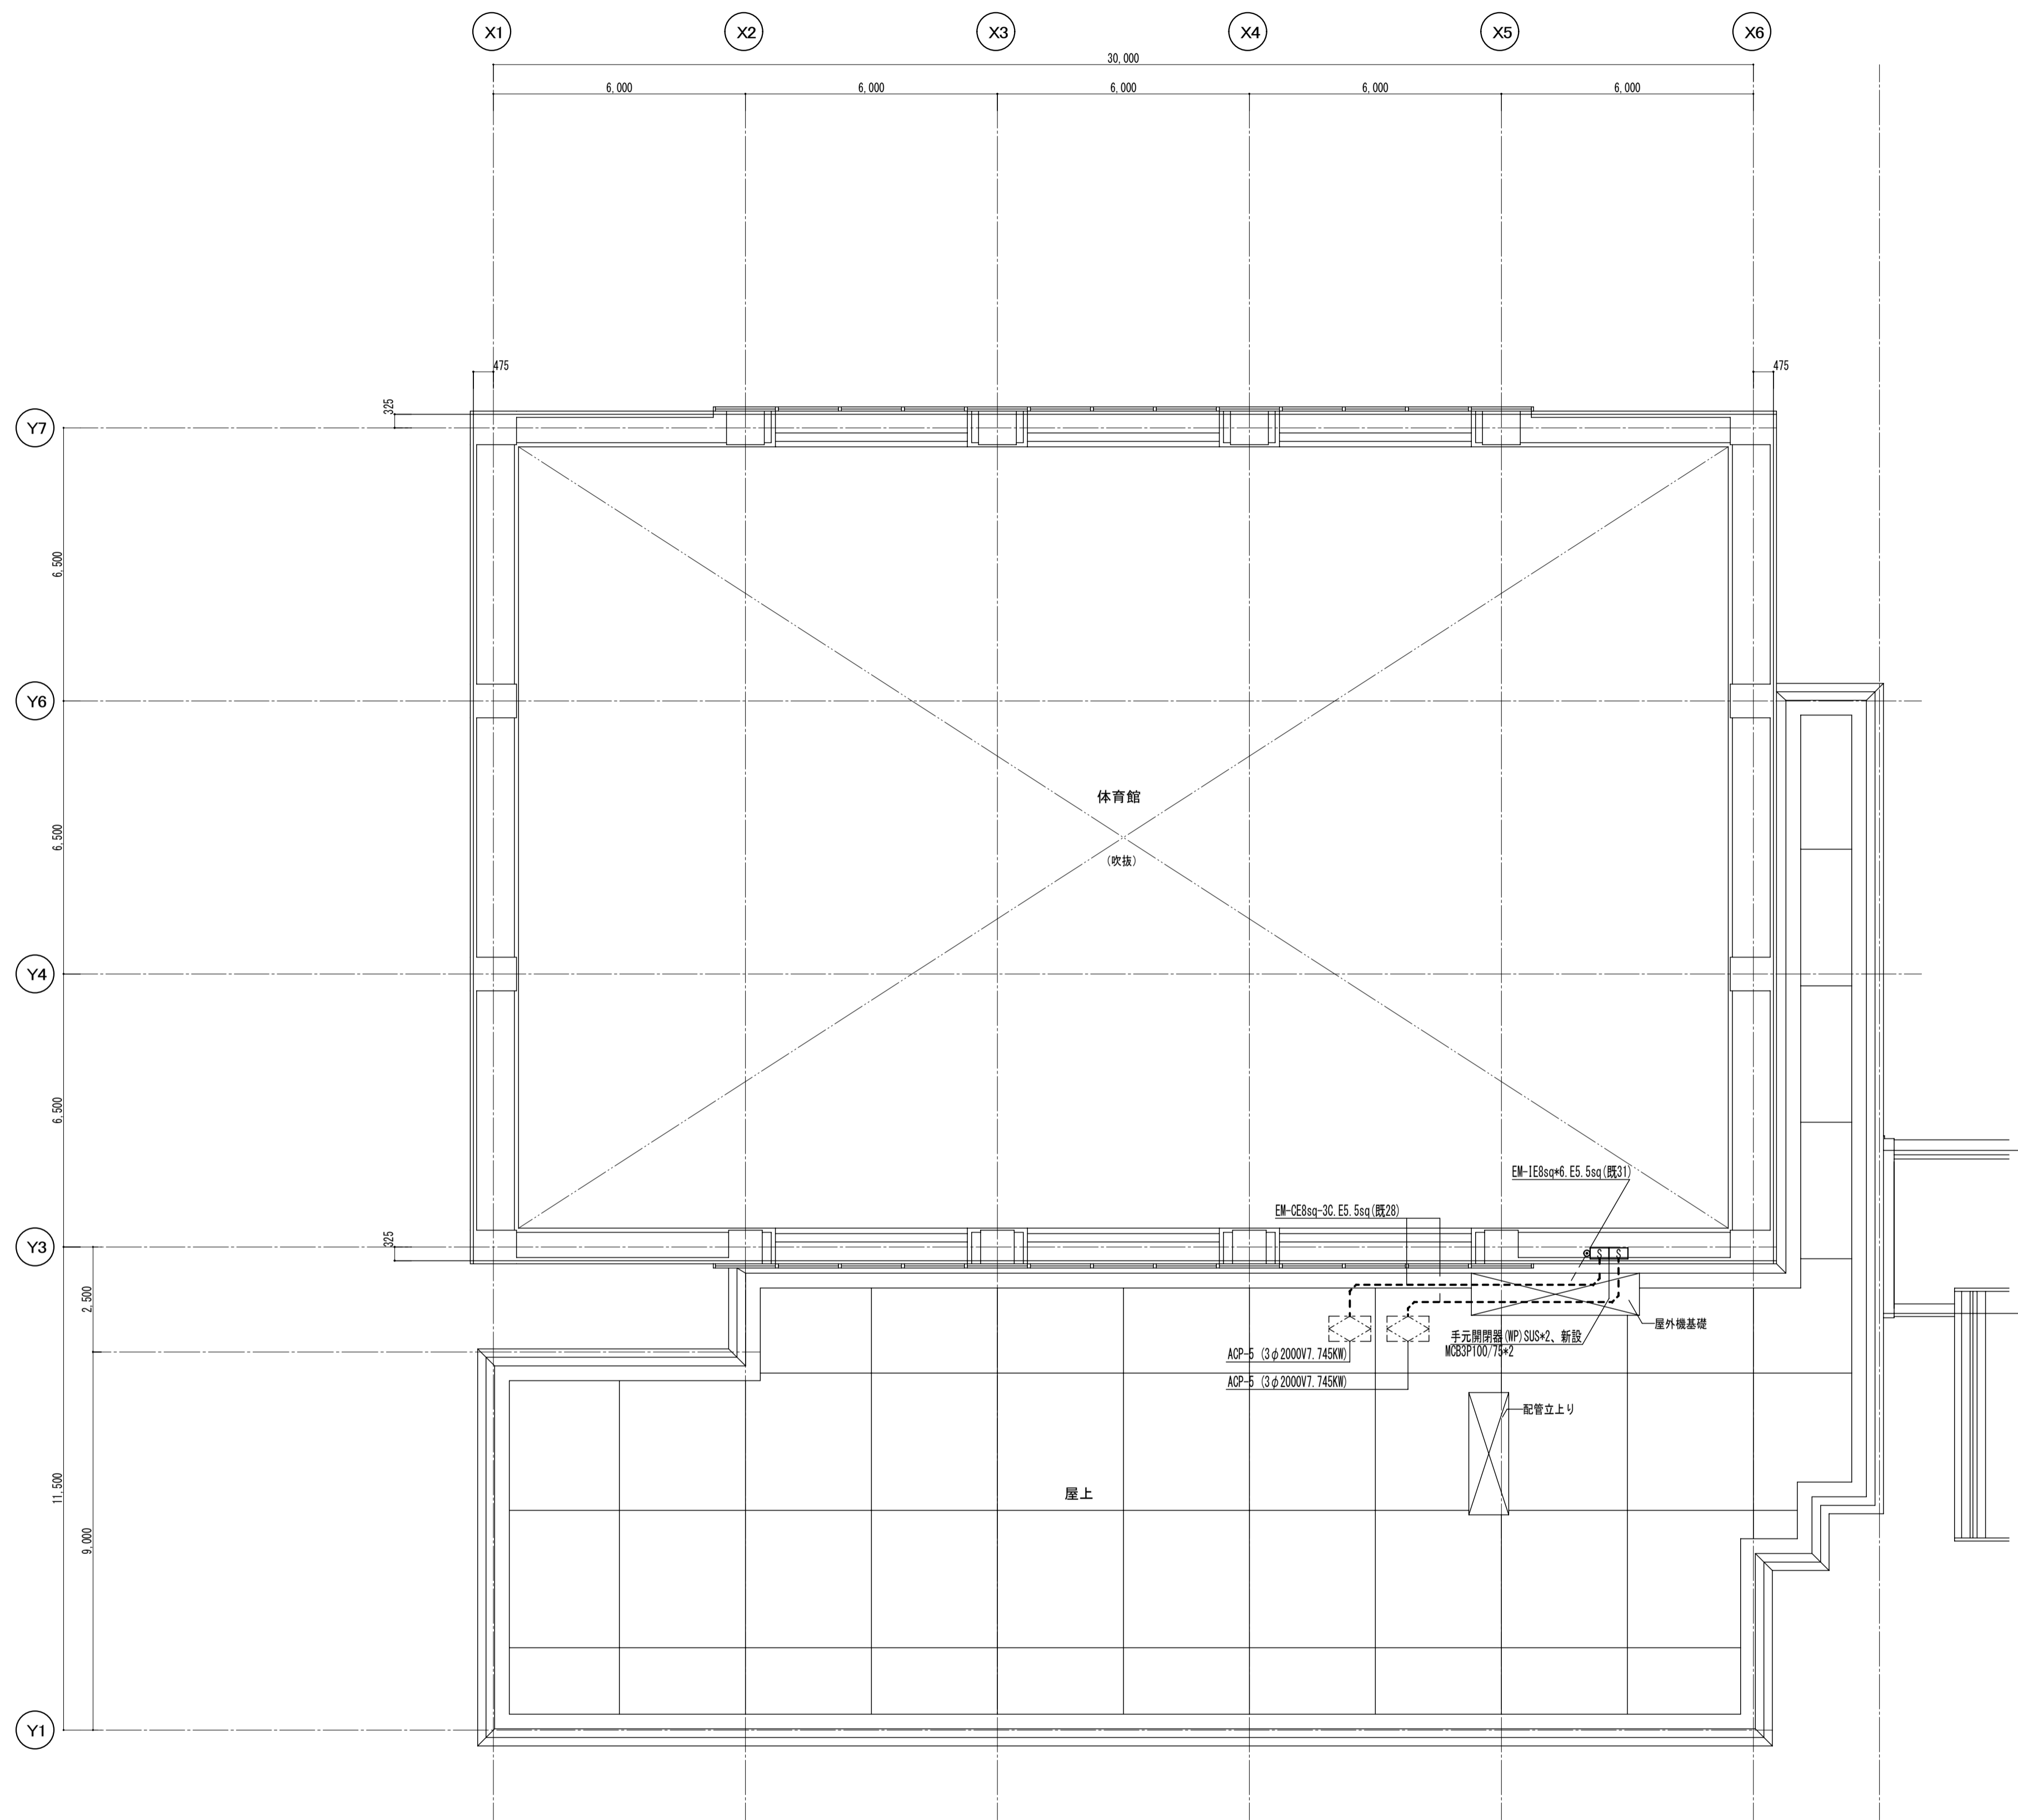 X1
X2
X3
X4
X5
X6
30,000
6,000
6,000
6,000
6,000
6,000
475
475
325
Y7
6,500
Y6
体育館
6,500
(吹抜)
Y4
6,500
EM-IE8sq*6.E5.5sq(既31)
EM-CE8sq-3C.E5.5sq(既28)
325
Y3
S
S
2,500
屋外機基礎
手元開閉器(WP)SUS*2、新設
MCB3P100/75*2
ACP-5 (3φ2000V7.745KW)
ACP-5 (3φ2000V7.745KW)
配管立上り
11,500
屋上
9,000
Y1